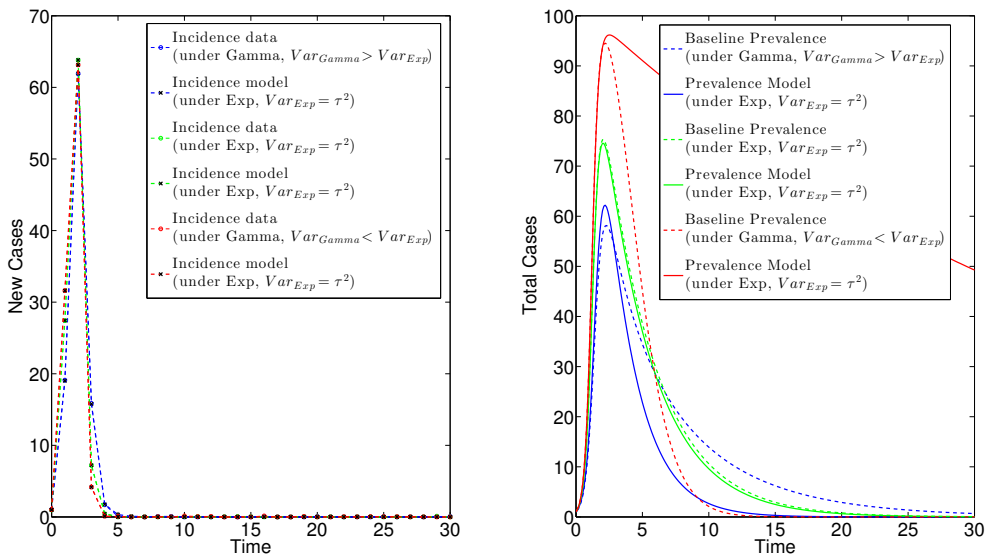 70
60
50
40
30
20
10
0
New Cases
0 5 10 15 20 25 30
Time
Incidence data
(under Gamma, Var_Gamma > Var_Exp)
Incidence model
(under Exp, Var_Exp = τ²)
Incidence data
(under Exp, Var_Exp = τ²)
Incidence model
(under Exp, Var_Exp = τ²)
Incidence data
(under Gamma, Var_Gamma < Var_Exp)
Incidence model
(under Exp, Var_Exp = τ²)
100
90
80
70
60
50
40
30
20
10
0
Total Cases
0 5 10 15 20 25 30
Time
Baseline Prevalence
(under Gamma, Var_Gamma > Var_Exp)
Prevalence Model
(under Exp, Var_Exp = τ²)
Baseline Prevalence
(under Exp, Var_Exp = τ²)
Prevalence Model
(under Exp, Var_Exp = τ²)
Baseline Prevalence
(under Gamma, Var_Gamma < Var_Exp)
Prevalence Model
(under Exp, Var_Exp = τ²)